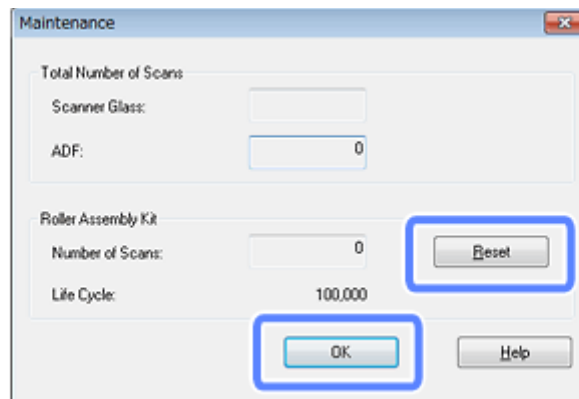 Maintenance
Total Number of Scans
Scanner Glass:
ADF: 0
Roller Assembly Kit
Number of Scans: 0 Reset
Life Cycle: 100,000
OK Help